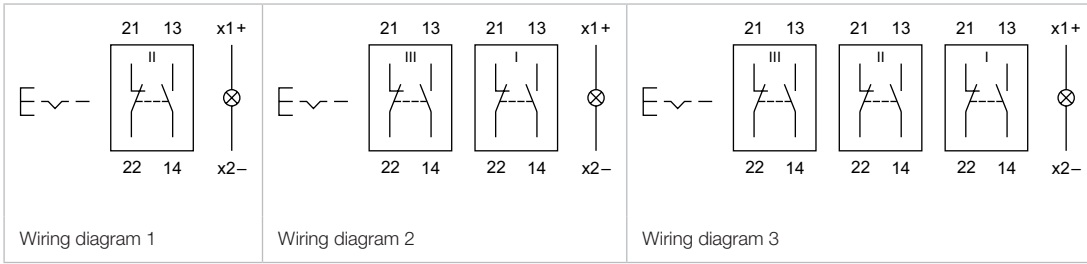 21 13 x1+
II
22 14 x2–
Wiring diagram 1
21 13 21 13 x1+
III I
22 14 22 14 x2–
Wiring diagram 2
21 13 21 13 21 13 x1+
III II I
22 14 22 14 22 14 x2–
Wiring diagram 3